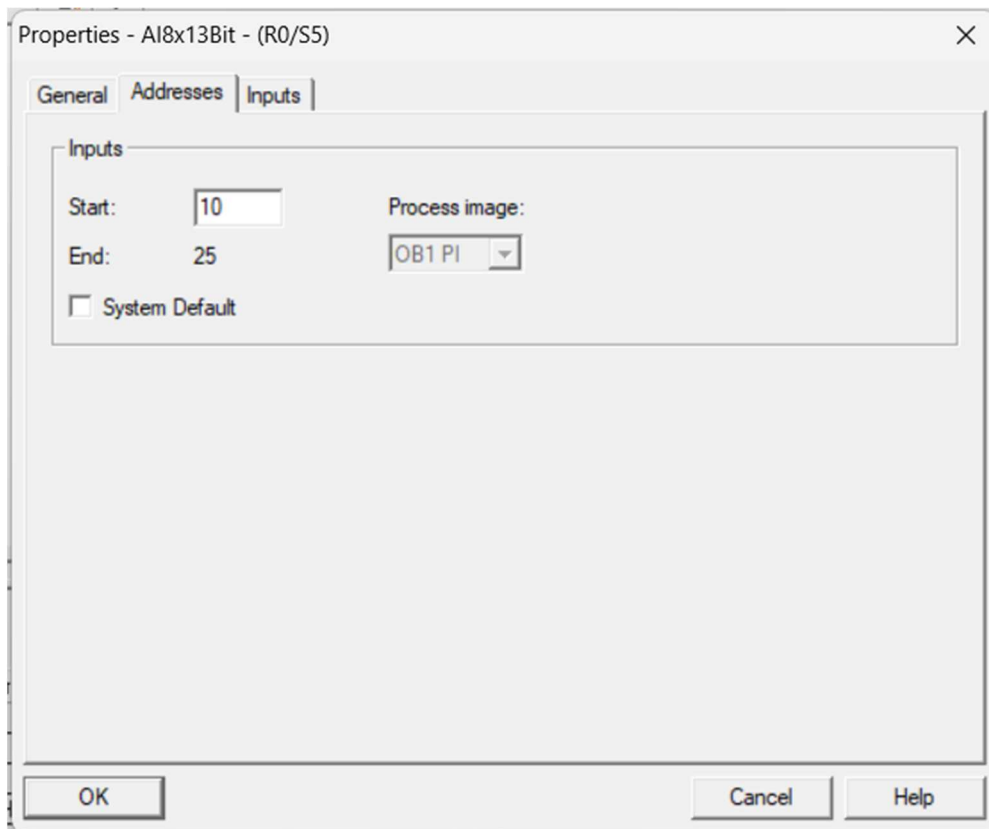 Properties - AI8x13Bit - (R0/S5)
General Addresses Inputs
Inputs
Start: 10 Process image:
End: 25 OB1 PI
System Default
OK Cancel Help